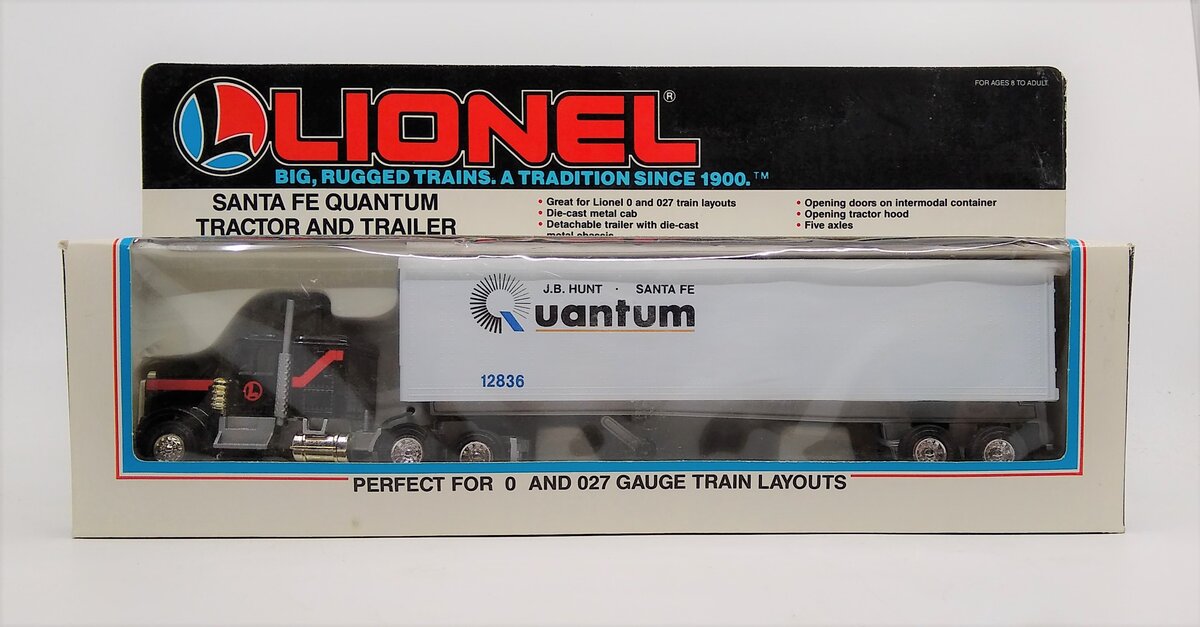 FOR AGES 8 TO ADULT.
LIONEL®
BIG, RUGGED TRAINS. A TRADITION SINCE 1900.™
SANTA FE QUANTUM
TRACTOR AND TRAILER
• Great for Lionel 0 and 027 train layouts
• Die-cast metal cab
• Detachable trailer with die-cast
metal chassis
• Opening doors on intermodal container
• Opening tractor hood
• Five axles
J.B. HUNT · SANTA FE
Quantum
12836
L
PERFECT FOR 0 AND 027 GAUGE TRAIN LAYOUTS